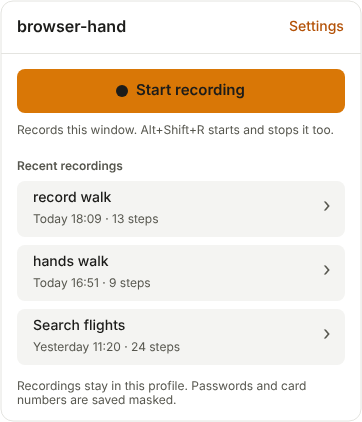 browser-hand
Settings
Start recording
Records this window. Alt+Shift+R starts and stops it too.
Recent recordings
record walk
Today 18:09 · 13 steps
hands walk
Today 16:51 · 9 steps
Search flights
Yesterday 11:20 · 24 steps
Recordings stay in this profile. Passwords and card
numbers are saved masked.